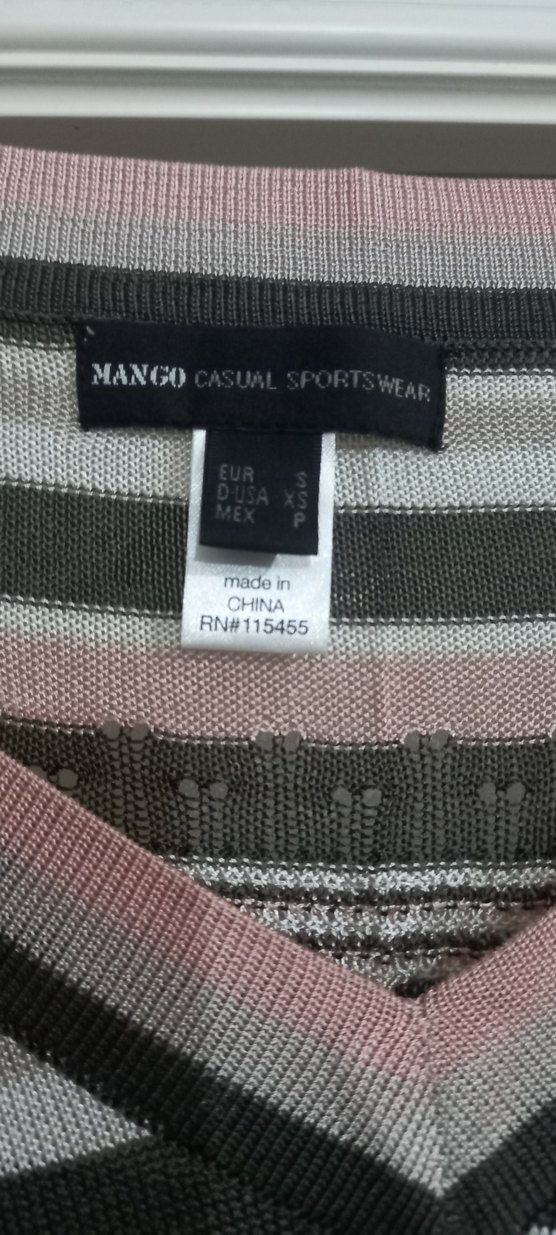 MANGO CASUAL SPORTSWEAR
EUR S
D·USA XS
MEX P
made in
CHINA
RN#115455